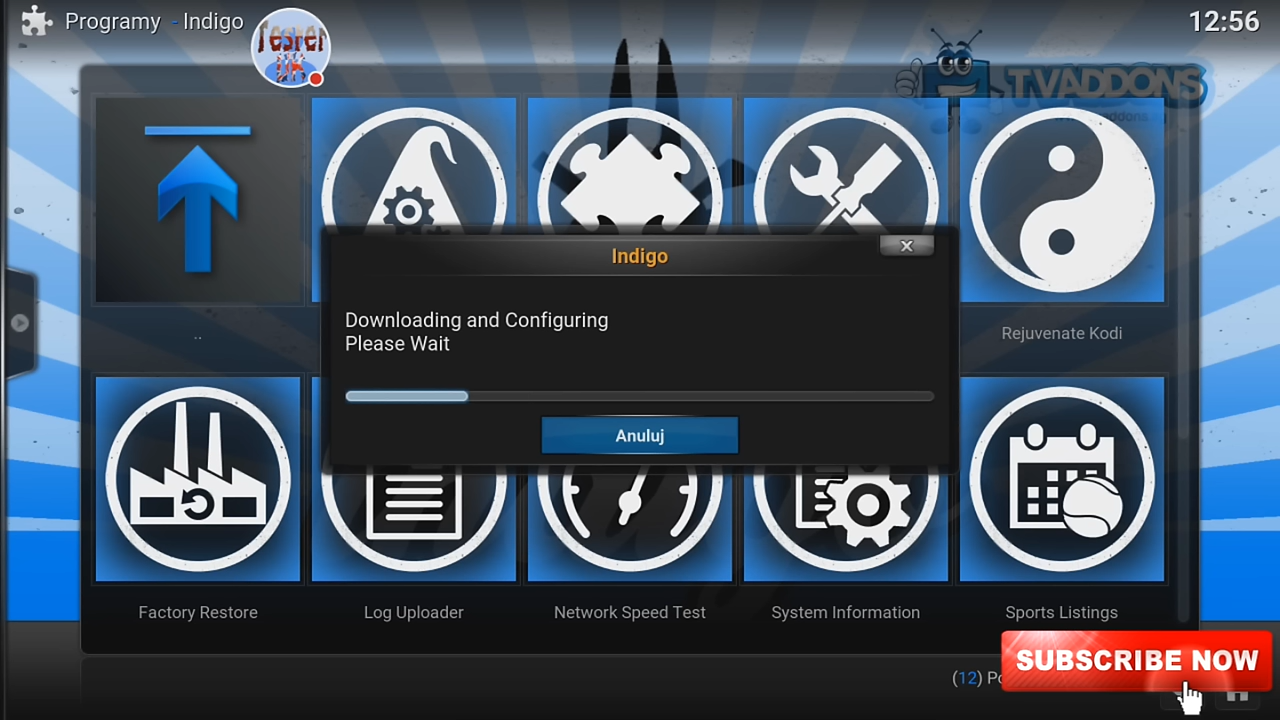 Programy - Indigo
Tester
UK
12:56
TVADDONS
Indigo
Downloading and Configuring
Please Wait
Anuluj
..
Rejuvenate Kodi
Factory Restore
Log Uploader
Network Speed Test
System Information
Sports Listings
(12)
SUBSCRIBE NOW